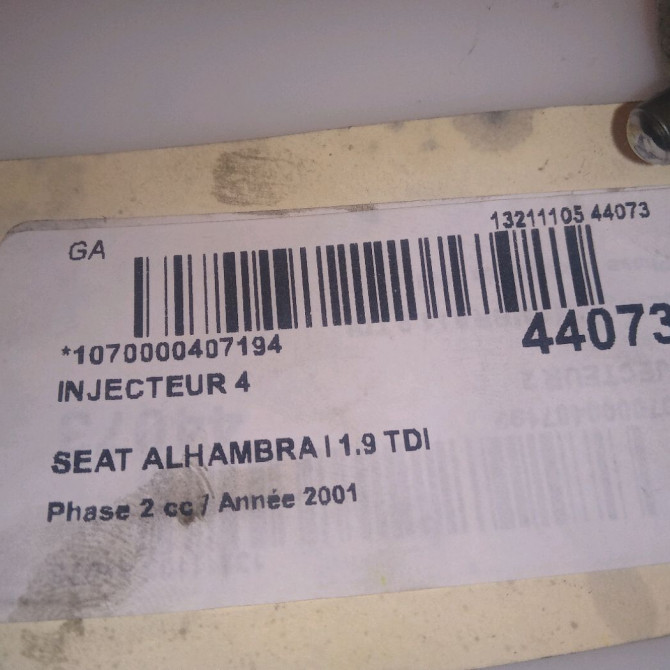 GA
13211105 44073
*1070000407194
44073
INJECTEUR 4
SEAT ALHAMBRA I 1.9 TDI
Phase 2 cc / Année 2001